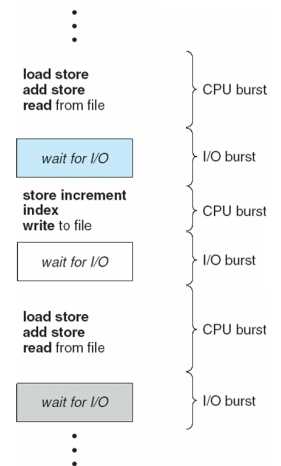 load store
add store
read from file
CPU burst
wait for I/O
I/O burst
store increment
index
write to file
CPU burst
wait for I/O
I/O burst
load store
add store
read from file
CPU burst
wait for I/O
I/O burst